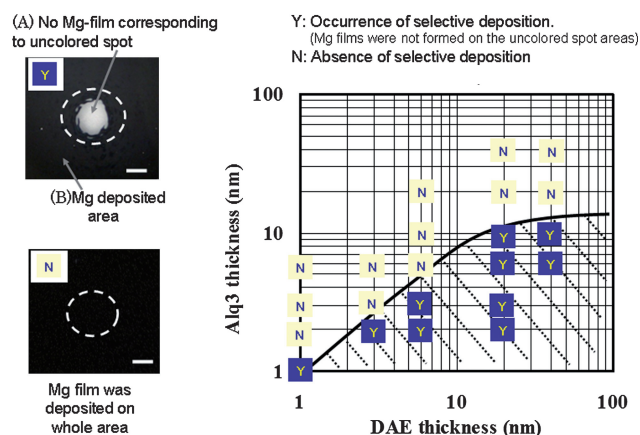 (A) No Mg-film corresponding
to uncolored spot
Y
(B)Mg deposited
area
N
Mg film was
deposited on
whole area
Y: Occurrence of selective deposition.
(Mg films were not formed on the uncolored spot areas)
N: Absence of selective deposition
100
N N
N N N
10
N Y Y
N N N Y Y
N N Y Y
N Y Y Y
1
Y
1 10 100
Alq3 thickness (nm)
DAE thickness (nm)